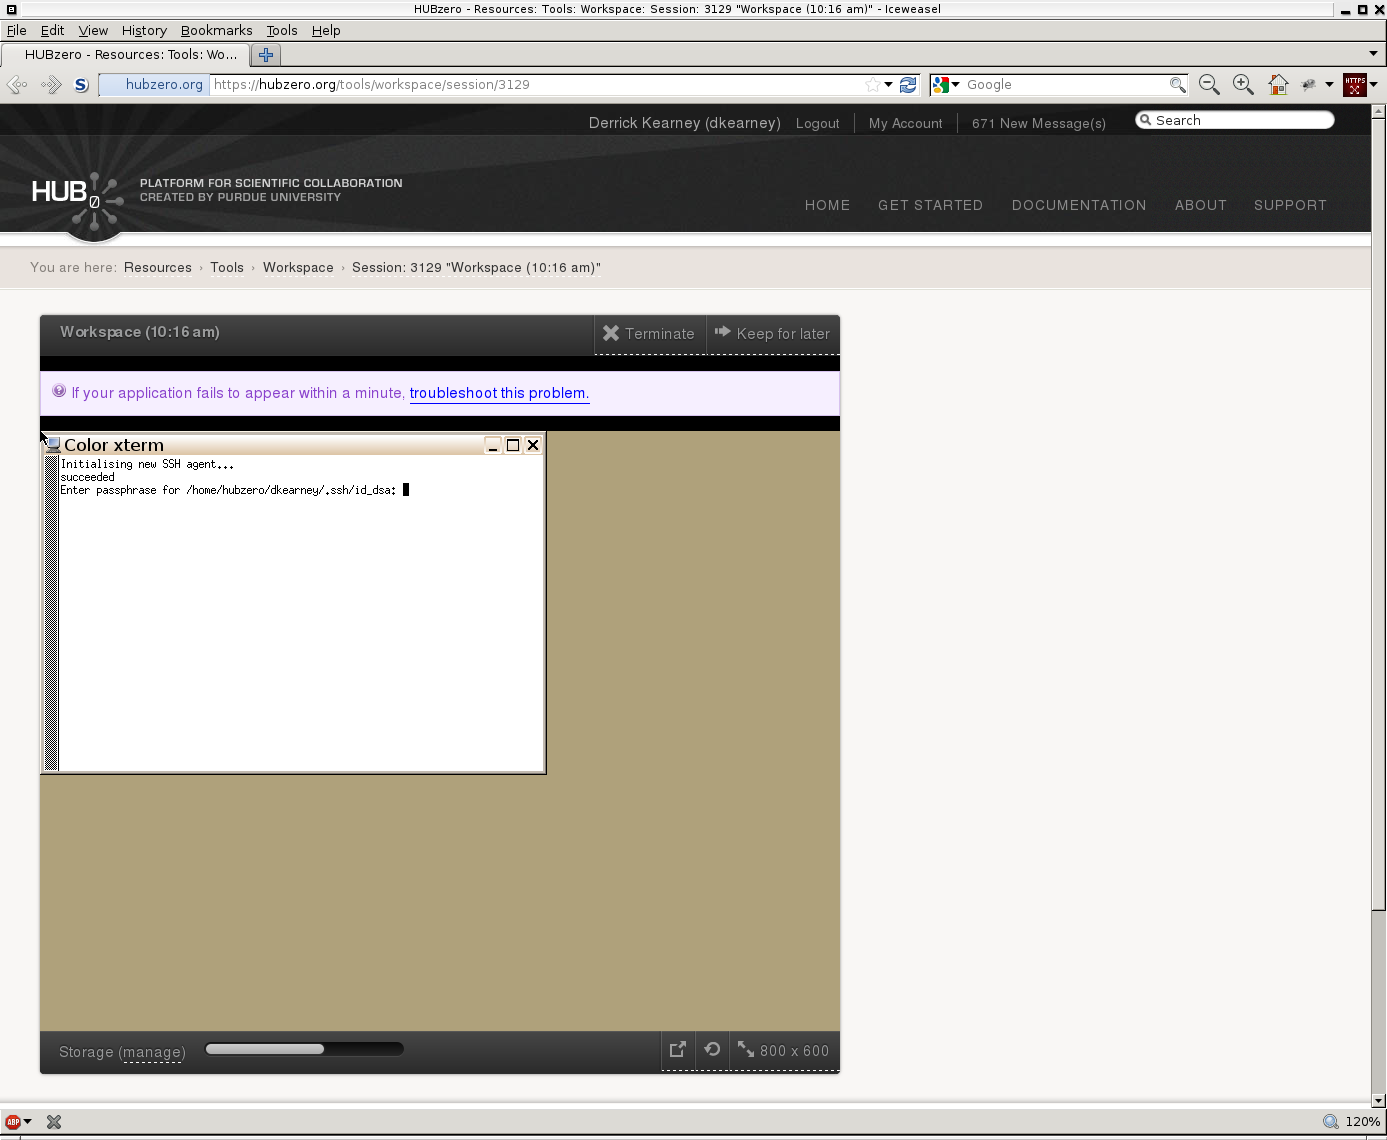 HUBzero - Resources: Tools: Workspace: Session: 3129 "Workspace (10:16 am)" - Iceweasel
File Edit View History Bookmarks Tools Help
HUBzero - Resources: Tools: Wo...
S hubzero.org https://hubzero.org/tools/workspace/session/3129 Google HTTPS
Derrick Kearney (dkearney) Logout My Account 671 New Message(s) Search
HUB0
PLATFORM FOR SCIENTIFIC COLLABORATION
CREATED BY PURDUE UNIVERSITY
HOME GET STARTED DOCUMENTATION ABOUT SUPPORT
You are here: Resources › Tools › Workspace › Session: 3129 "Workspace (10:16 am)"
Workspace (10:16 am) Terminate Keep for later
If your application fails to appear within a minute, troubleshoot this problem.
Color xterm
Initialising new SSH agent...
succeeded
Enter passphrase for /home/hubzero/dkearney/.ssh/id_dsa:
Storage (manage) 800 x 600
ABP 120%